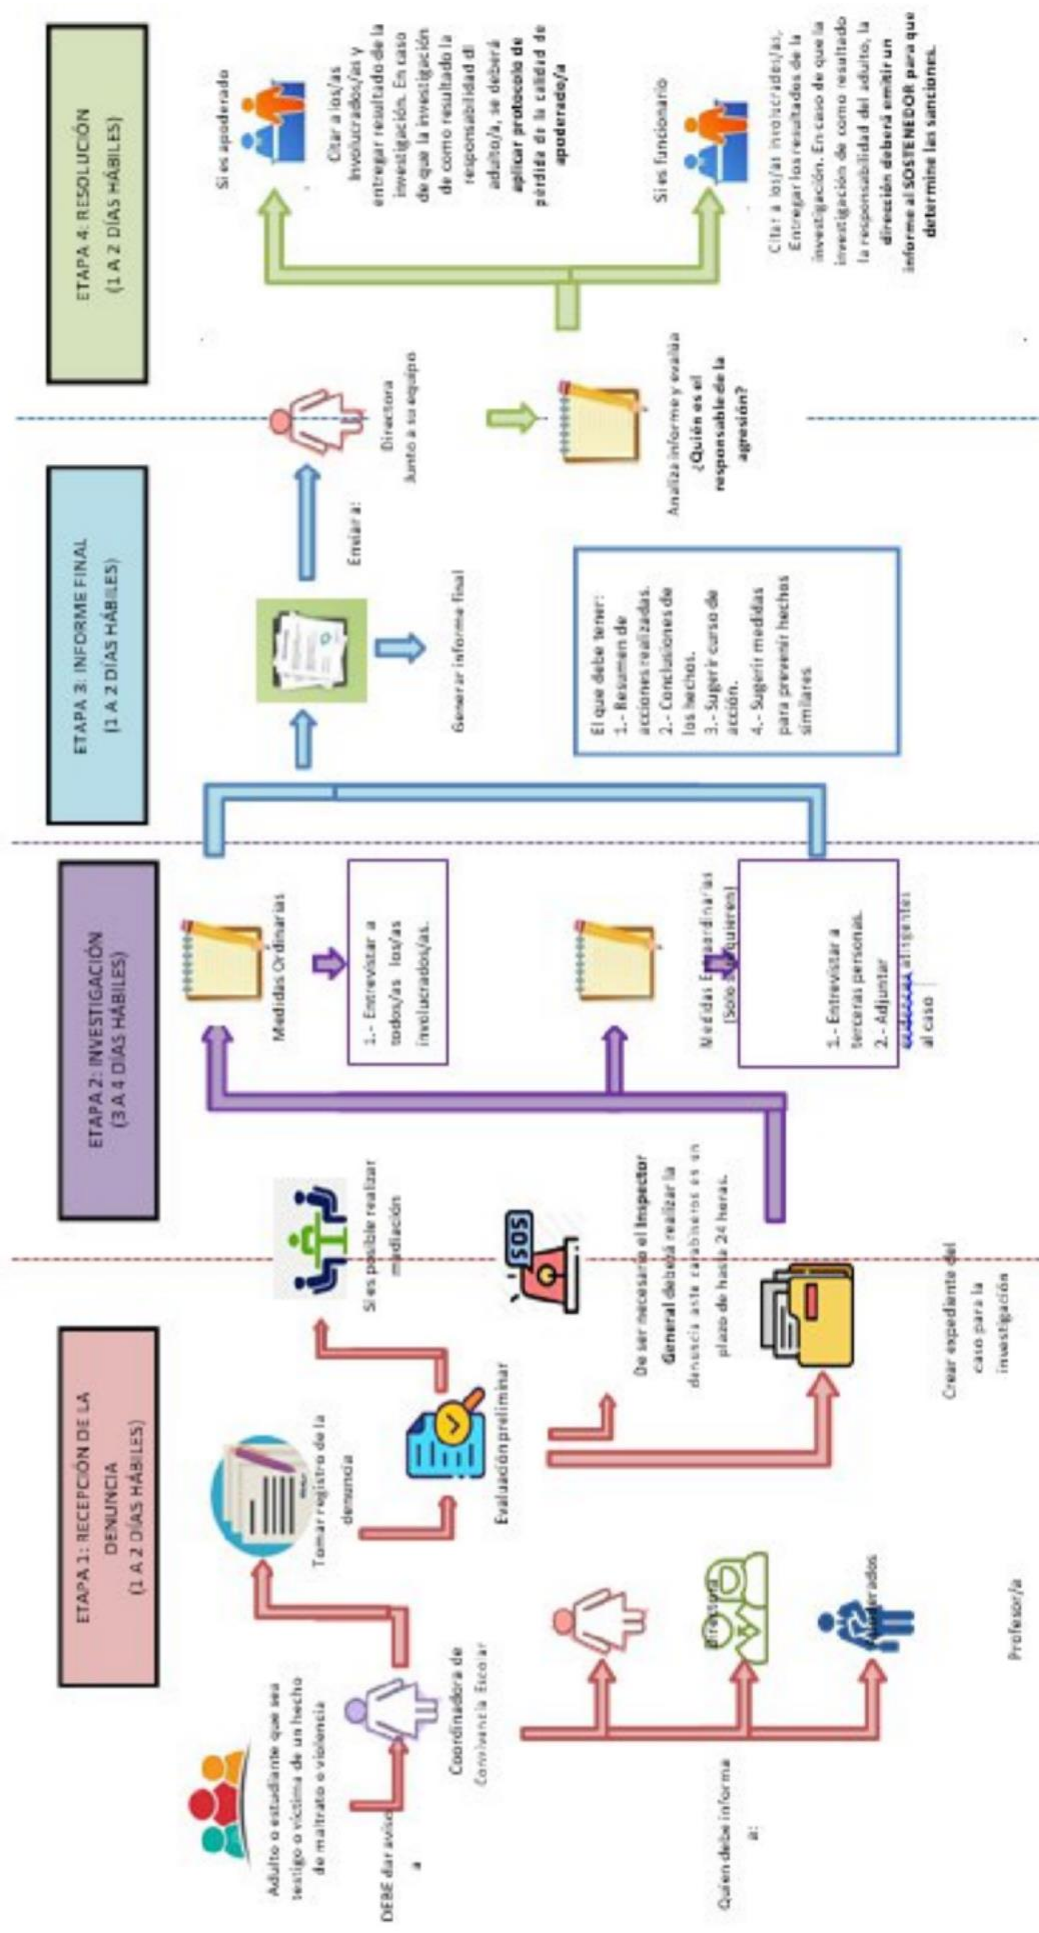 ETAPA 1: RECEPCIÓN DE LA
DENUNCIA
(1 A 2 DÍAS HÁBILES)
Adulto o estudiante que sea
testigo o víctima de un hecho
de maltrato o violencia
DEBE dar aviso
a
Coordinadora de
Convivencia Escolar
Quien debe informa
a:
Directora
Apoderados
Profesor/a
Tomar registro de la
denuncia
Evaluación preliminar
Si es posible realizar
mediación
SOS
De ser necesario el Inspector
General deberá realizar la
denuncia ante carabineros en un
plazo de hasta 24 horas.
Crear expediente del
caso para la
investigación
ETAPA 2: INVESTIGACIÓN
(3 A 4 DÍAS HÁBILES)
Medidas Ordinarias
1.- Entrevistar a
todos/as los/as
involucrados/as.
Medidas Extraordinarias
(Solo se requieren)
1.- Entrevistar a
terceras personas.
2.- Adjuntar
atingentes
al caso
ETAPA 3: INFORME FINAL
(1 A 2 DÍAS HÁBILES)
Generar informe final
Enviar a:
Directora
Junto a su equipo
El que debe tener:
1.- Resumen de
acciones realizadas.
2.- Conclusiones de
los hechos.
3.- Sugerir curso de
acción.
4.- Sugerir medidas
para prevenir hechos
similares
Analiza informe y evalúa
¿Quién es el
responsable de la
agresión?
ETAPA 4: RESOLUCIÓN
(1 A 2 DÍAS HÁBILES)
Si es apoderado
Citar a los/as
Involucrados/as y
entregar resultado de la
investigación. En caso
de que la investigación
de como resultado la
responsabilidad dl
adulto/a, se deberá
aplicar protocolo de
pérdida de la calidad de
apoderado/a
Si es funcionario
Citar a los/as involucrados/as,
Entregar los resultados de la
investigación. En caso de que la
investigación de como resultado
la responsabilidad del adulto, la
dirección deberá emitir un
informe al SOSTENEDOR para que
determine las sanciones.